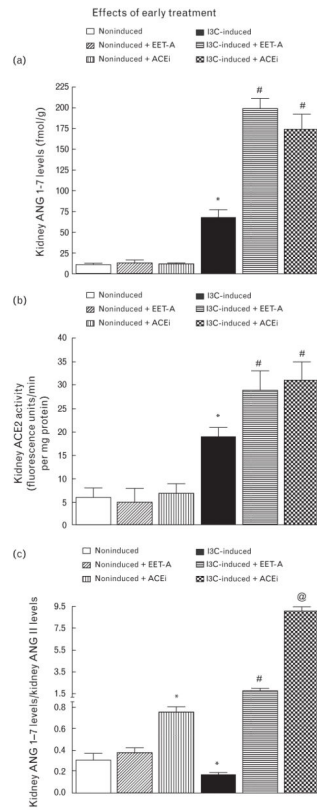 Effects of early treatment
Noninduced
I3C-induced
Noninduced + EET-A
I3C-induced + EET-A
Noninduced + ACEi
I3C-induced + ACEi
(a)
Kidney ANG 1-7 levels (fmol/g)
225
200
175
150
125
100
75
50
25
0
*
#
#
(b)
Noninduced
I3C-induced
Noninduced + EET-A
I3C-induced + EET-A
Noninduced + ACEi
I3C-induced + ACEi
Kidney ACE2 activity
(fluorescence units/min
per mg protein)
40
35
30
25
20
15
10
5
0
*
#
#
(c)
Noninduced
I3C-induced
Noninduced + EET-A
I3C-induced + EET-A
Noninduced + ACEi
I3C-induced + ACEi
Kidney ANG 1–7 levels/kidney ANG II levels
9.5
7.5
5.5
3.5
1.5
0.8
0.6
0.4
0.2
0.0
*
*
#
@